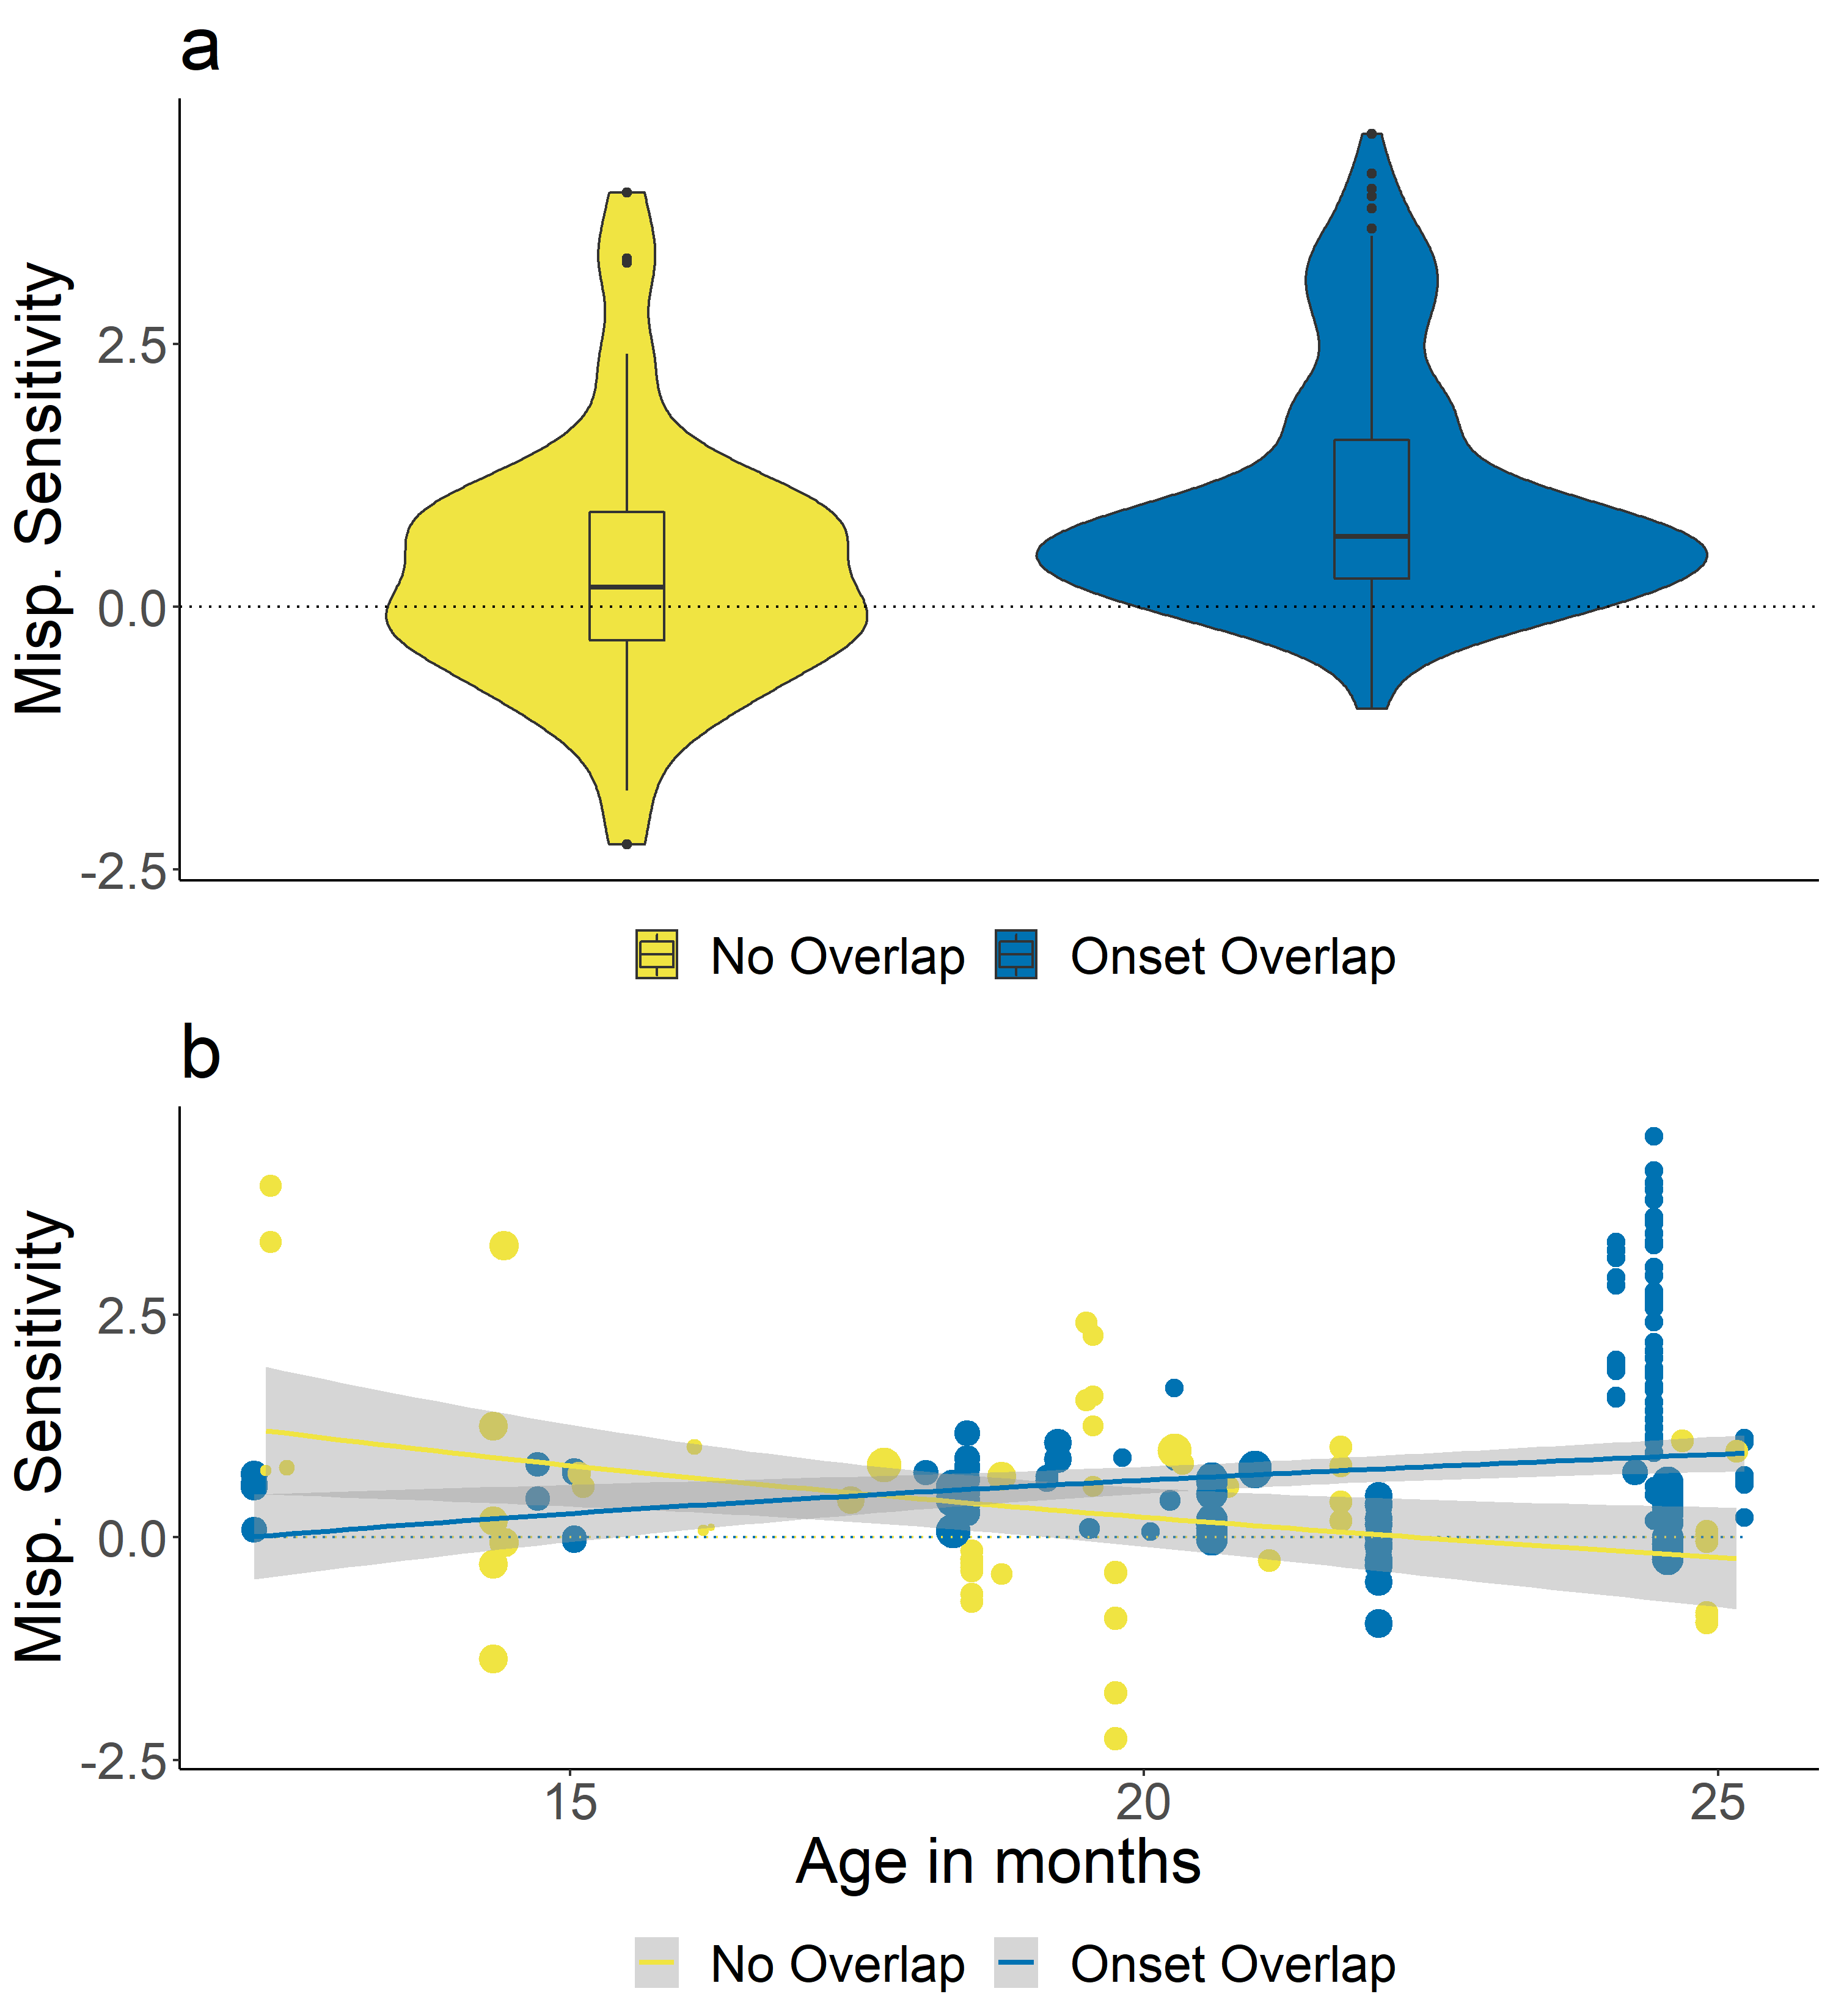 a
Misp. Sensitivity
2.5
0.0
-2.5
No Overlap Onset Overlap
b
Misp. Sensitivity
2.5
0.0
-2.5
15 20 25
Age in months
No Overlap Onset Overlap